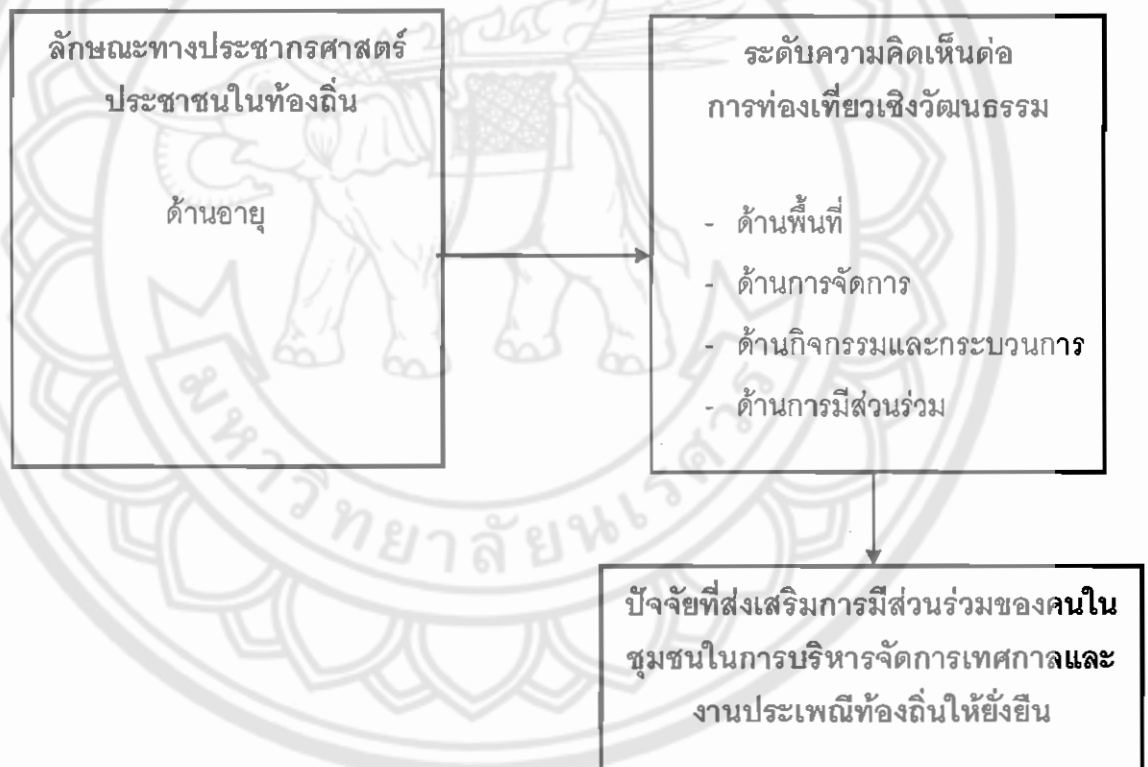 ลักษณะทางประชากรศาสตร์
ประชาชนในท้องถิ่น
ด้านอายุ
ระดับความคิดเห็นต่อ
การท่องเที่ยวเชิงวัฒนธรรม
- ด้านพื้นที่
- ด้านการจัดการ
- ด้านกิจกรรมและกระบวนการ
- ด้านการมีส่วนร่วม
มหาวิทยาลัยนเรศวร
ปัจจัยที่ส่งเสริมการมีส่วนร่วมของคนใน
ชุมชนในการบริหารจัดการเทศกาลและ
งานประเพณีท้องถิ่นให้ยั่งยืน